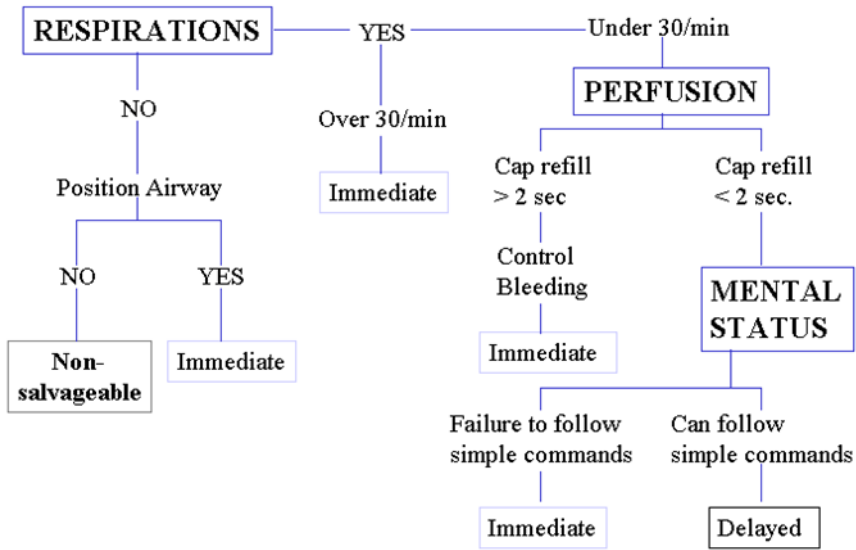 RESPIRATIONS
YES
Under 30/min
NO
Over 30/min
PERFUSION
Position Airway
Immediate
Cap refill
> 2 sec
Cap refill
< 2 sec.
NO
YES
Control
Bleeding
MENTAL
STATUS
Non-
salvageable
Immediate
Immediate
Failure to follow
simple commands
Can follow
simple commands
Immediate
Delayed